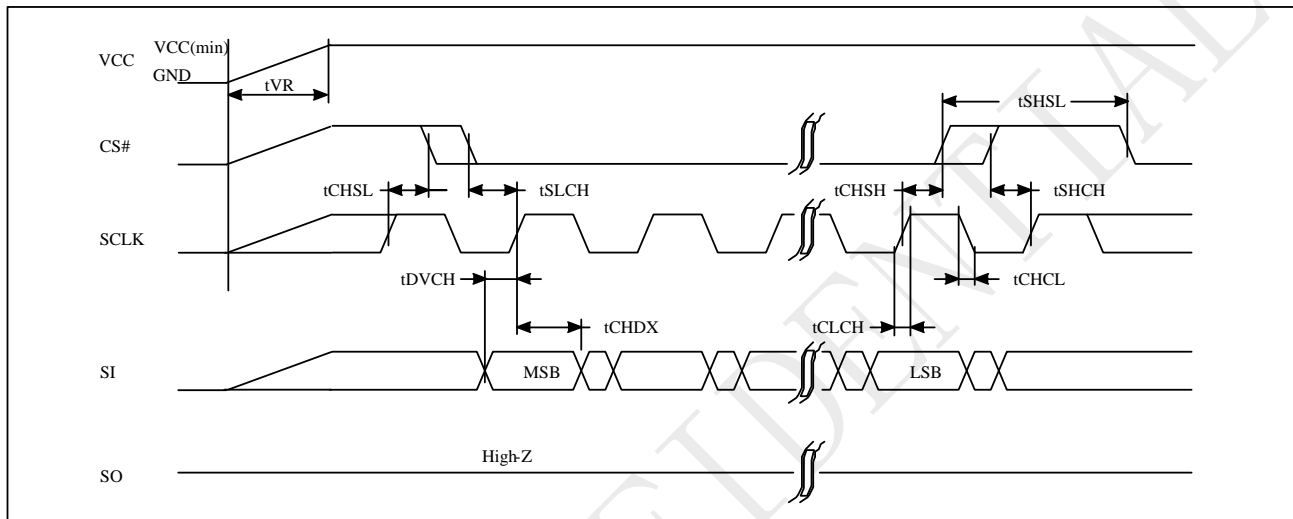 VCC
VCC(min)
GND
tVR
tSHSL
CS#
tCHSL
tSLCH
tCHSH
tSHCH
SCLK
tDVCH
tCHCL
tCHDX
tCLCH
SI
MSB
LSB
High-Z
SO
IDENTIAL